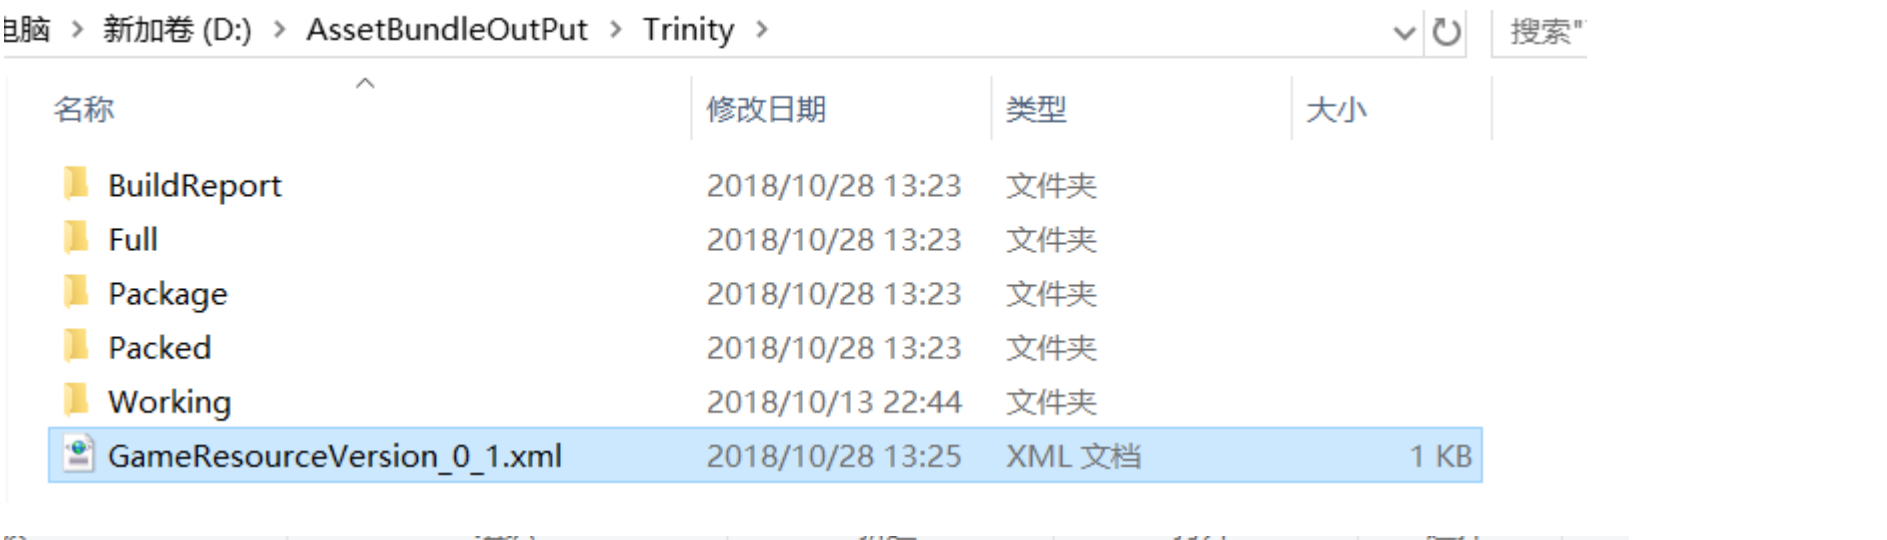 电脑 > 新加卷 (D:) > AssetBundleOutPut > Trinity > 搜索"
名称 修改日期 类型 大小
BuildReport 2018/10/28 13:23 文件夹
Full 2018/10/28 13:23 文件夹
Package 2018/10/28 13:23 文件夹
Packed 2018/10/28 13:23 文件夹
Working 2018/10/13 22:44 文件夹
GameResourceVersion_0_1.xml 2018/10/28 13:25 XML 文档 1 KB